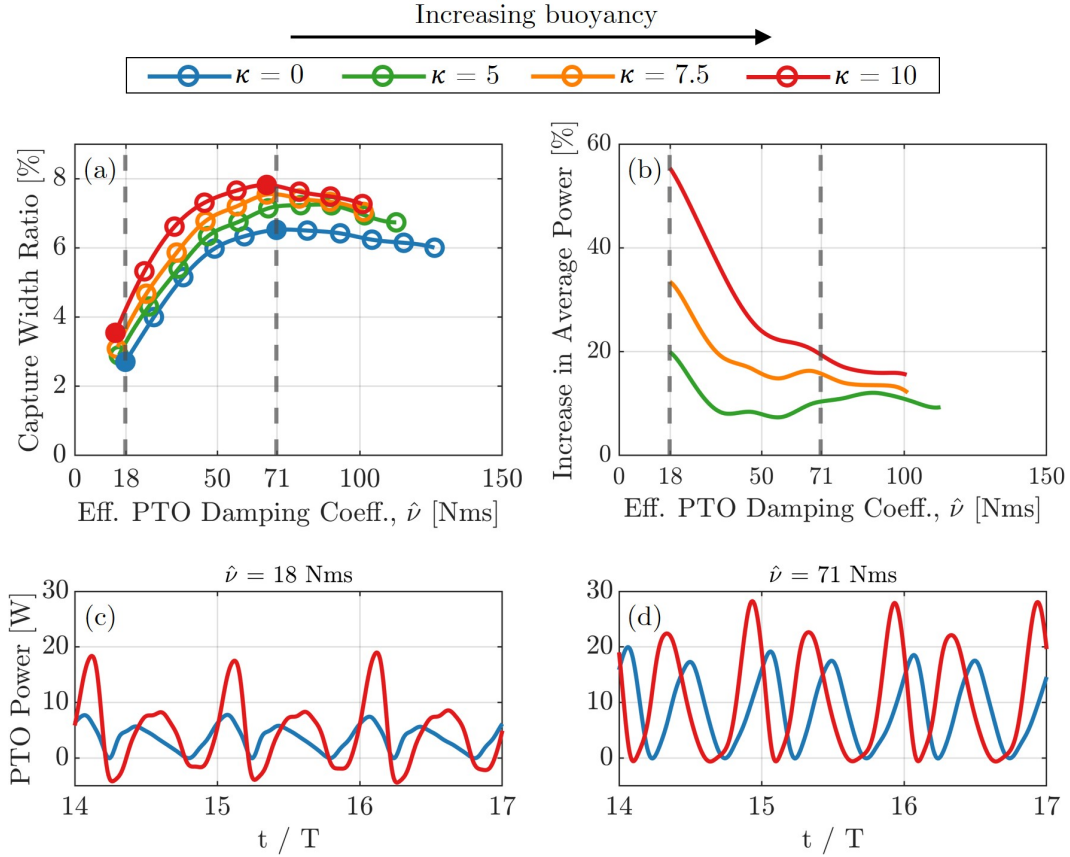 Increasing buoyancy
κ = 0 κ = 5 κ = 7.5 κ = 10
(a)
Capture Width Ratio [%]
8
6
4
2
0
0 18 50 71 100 150
Eff. PTO Damping Coeff., ν̂ [Nms]
(b)
Increase in Average Power [%]
60
40
20
0
0 18 50 71 100 150
Eff. PTO Damping Coeff., ν̂ [Nms]
ν̂ = 18 Nms
(c)
PTO Power [W]
30
20
10
0
14 15 16 17
t / T
ν̂ = 71 Nms
(d)
30
20
10
0
14 15 16 17
t / T